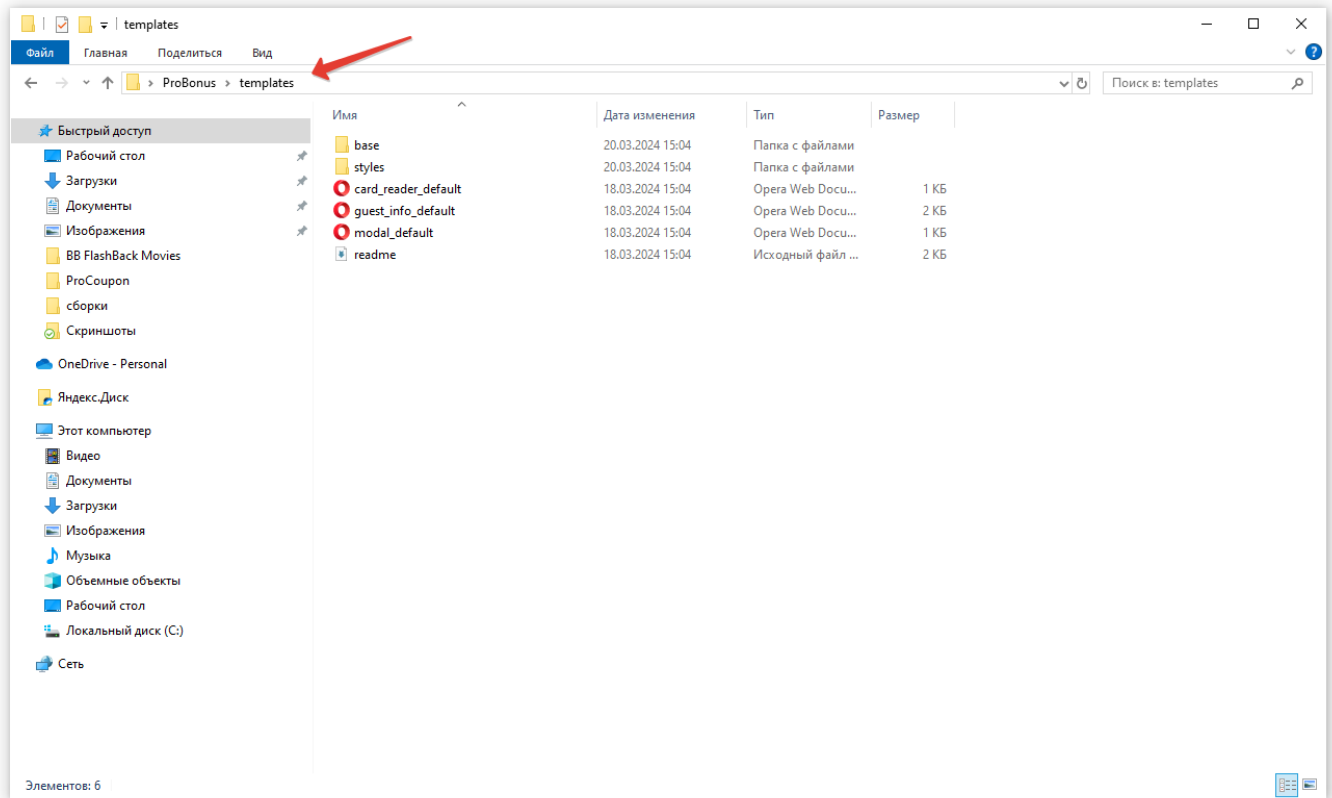 templates
Файл Главная Поделиться Вид
ProBonus templates
Поиск в: templates
Имя Дата изменения Тип Размер
Быстрый доступ
Рабочий стол
Загрузки
Документы
Изображения
BB FlashBack Movies
ProCoupon
сборки
Скриншоты
OneDrive - Personal
Яндекс.Диск
Этот компьютер
Видео
Документы
Загрузки
Изображения
Музыка
Объемные объекты
Рабочий стол
Локальный диск (C:)
Сеть
base 20.03.2024 15:04 Папка с файлами
styles 20.03.2024 15:04 Папка с файлами
card_reader_default 18.03.2024 15:04 Opera Web Docu... 1 КБ
guest_info_default 18.03.2024 15:04 Opera Web Docu... 2 КБ
modal_default 18.03.2024 15:04 Opera Web Docu... 1 КБ
readme 18.03.2024 15:04 Исходный файл ... 2 КБ
Элементов: 6